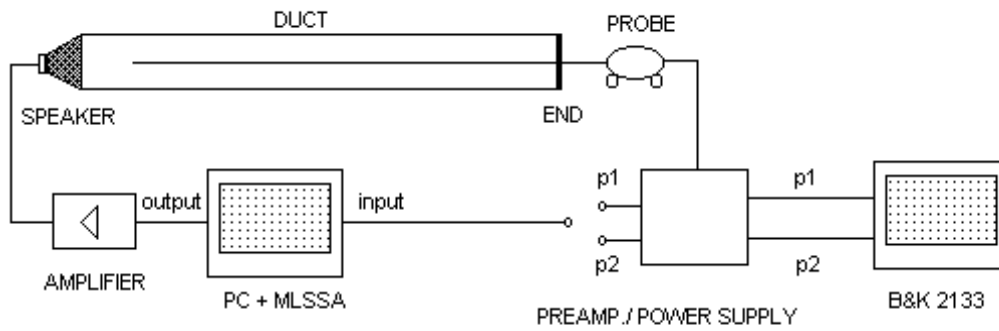 DUCT
PROBE
SPEAKER
END
output
input
p1
p1
p2
p2
AMPLIFIER
PC + MLSSA
B&K 2133
PREAMP./ POWER SUPPLY